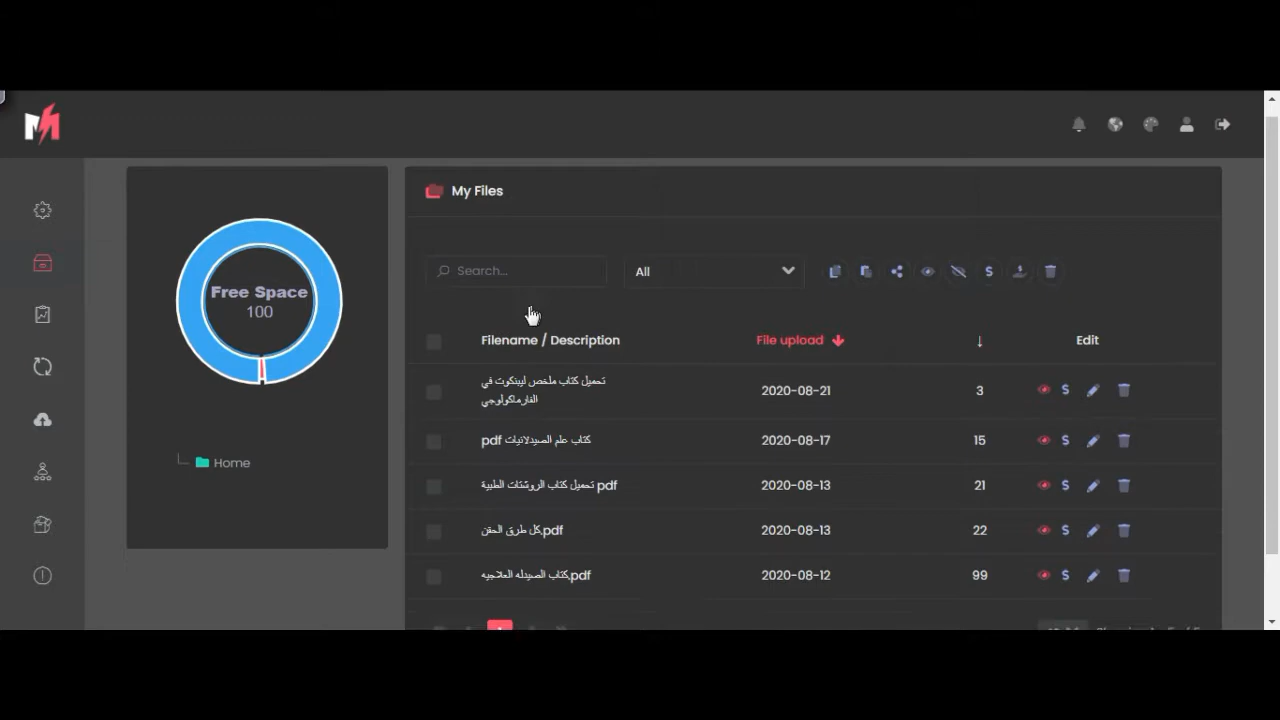 My Files
Free Space
100
Home
Search...
All
Filename / Description
File upload
Edit
تحميل كتاب ملخص ليبنكوت في
الفارماكولوجي
2020-08-21
3
كتاب علم الصيدلانيات pdf
2020-08-17
15
تحميل كتاب الروشتات الطبية pdf
2020-08-13
21
كل طرق الحقن.pdf
2020-08-13
22
كتاب الصيدله العلاجيه.pdf
2020-08-12
99